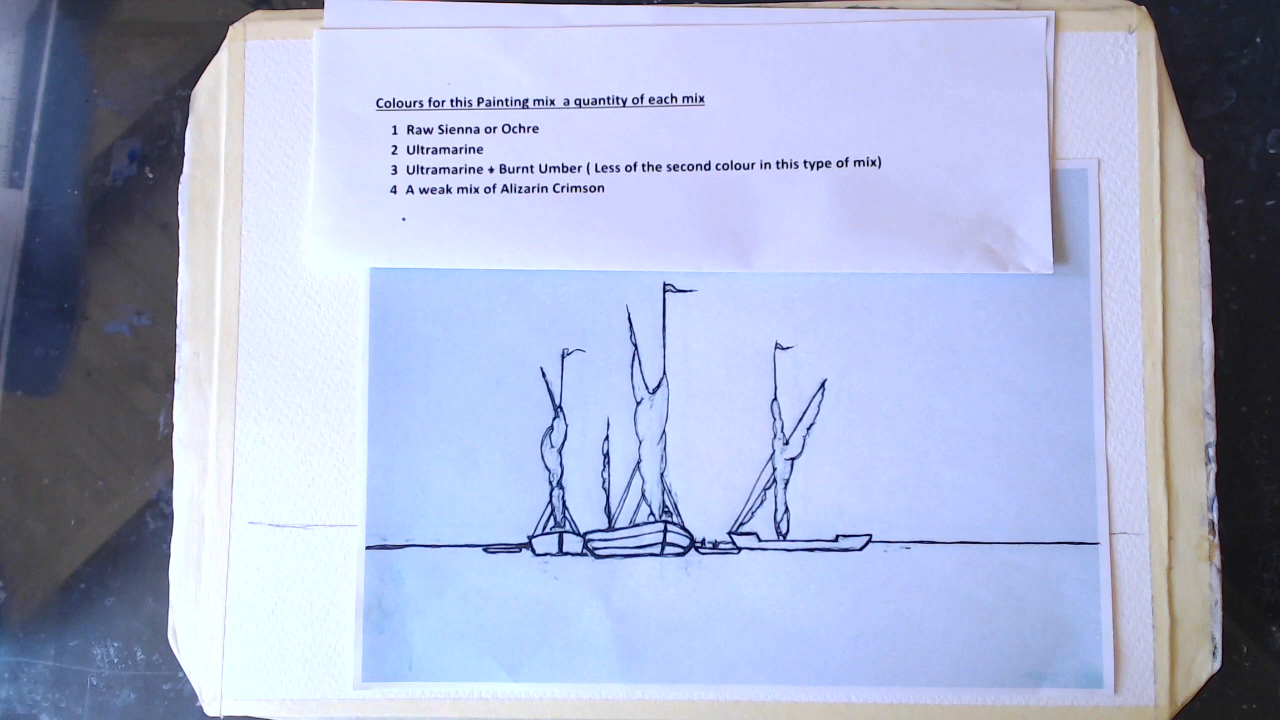 Colours for this Painting mix a quantity of each mix
1 Raw Sienna or Ochre
2 Ultramarine
3 Ultramarine + Burnt Umber ( Less of the second colour in this type of mix)
4 A weak mix of Alizarin Crimson